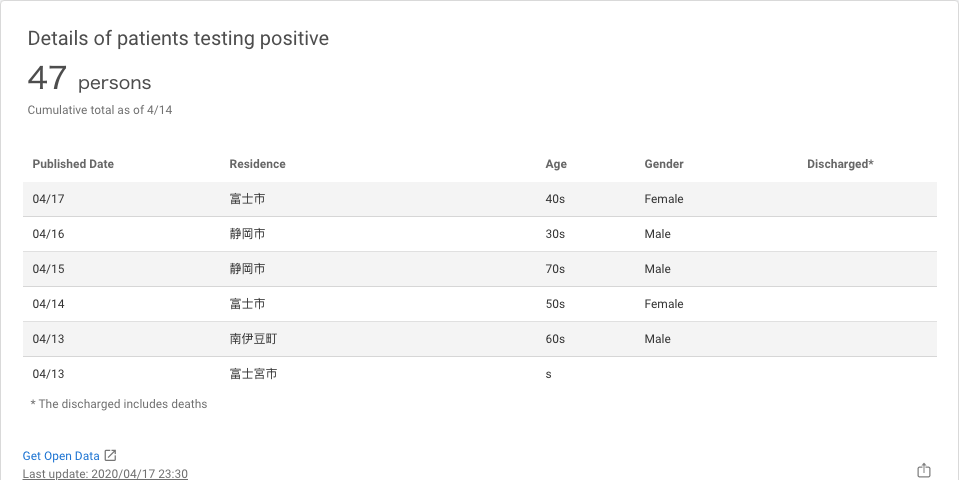 Details of patients testing positive
47 persons
Cumulative total as of 4/14
Published Date Residence Age Gender Discharged*
04/17 富士市 40s Female
04/16 静岡市 30s Male
04/15 静岡市 70s Male
04/14 富士市 50s Female
04/13 南伊豆町 60s Male
04/13 富士宮市 s
* The discharged includes deaths
Get Open Data
Last update: 2020/04/17 23:30